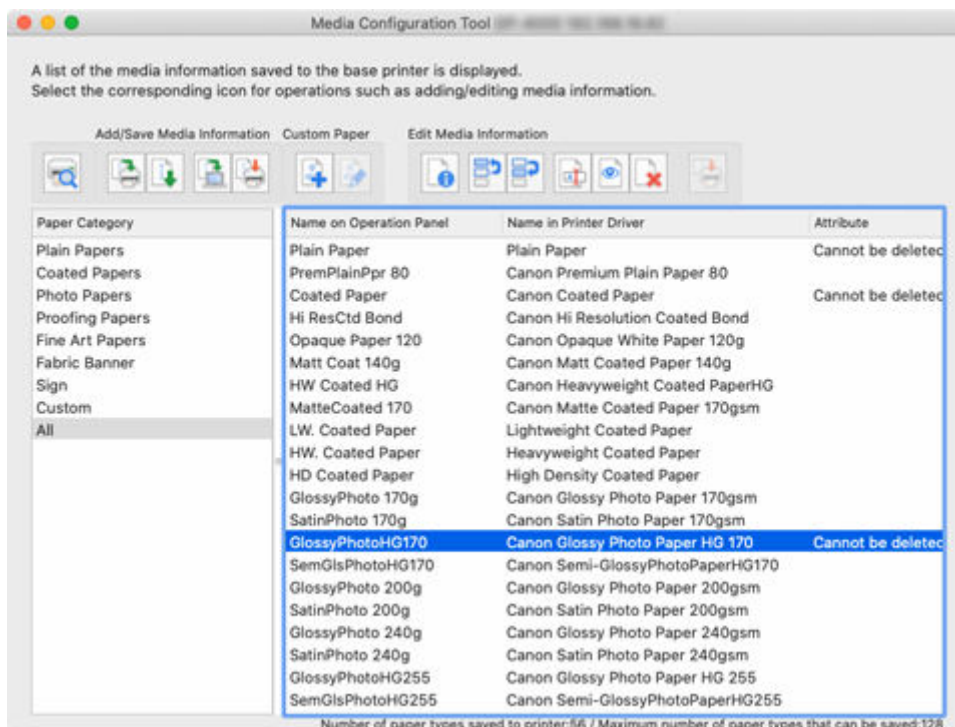 Media Configuration Tool
A list of the media information saved to the base printer is displayed.
Select the corresponding icon for operations such as adding/editing media information.
Add/Save Media Information Custom Paper Edit Media Information
Paper Category
Plain Papers
Coated Papers
Photo Papers
Proofing Papers
Fine Art Papers
Fabric Banner
Sign
Custom
All
Name on Operation Panel Name in Printer Driver Attribute
Plain Paper Plain Paper Cannot be deleted
PremPlainPpr 80 Canon Premium Plain Paper 80
Coated Paper Canon Coated Paper Cannot be deleted
Hi ResCtd Bond Canon Hi Resolution Coated Bond
Opaque Paper 120 Canon Opaque White Paper 120g
Matt Coat 140g Canon Matt Coated Paper 140g
HW Coated HG Canon Heavyweight Coated PaperHG
MatteCoated 170 Canon Matte Coated Paper 170gsm
LW. Coated Paper Lightweight Coated Paper
HW. Coated Paper Heavyweight Coated Paper
HD Coated Paper High Density Coated Paper
GlossyPhoto 170g Canon Glossy Photo Paper 170gsm
SatinPhoto 170g Canon Satin Photo Paper 170gsm
GlossyPhotoHG170 Canon Glossy Photo Paper HG 170 Cannot be deleted
SemGlsPhotoHG170 Canon Semi-GlossyPhotoPaperHG170
GlossyPhoto 200g Canon Glossy Photo Paper 200gsm
SatinPhoto 200g Canon Satin Photo Paper 200gsm
GlossyPhoto 240g Canon Glossy Photo Paper 240gsm
SatinPhoto 240g Canon Satin Photo Paper 240gsm
GlossyPhotoHG255 Canon Glossy Photo Paper HG 255
SemGlsPhotoHG255 Canon Semi-GlossyPhotoPaperHG255
Number of paper types saved to printer:56 / Maximum number of paper types that can be saved:128